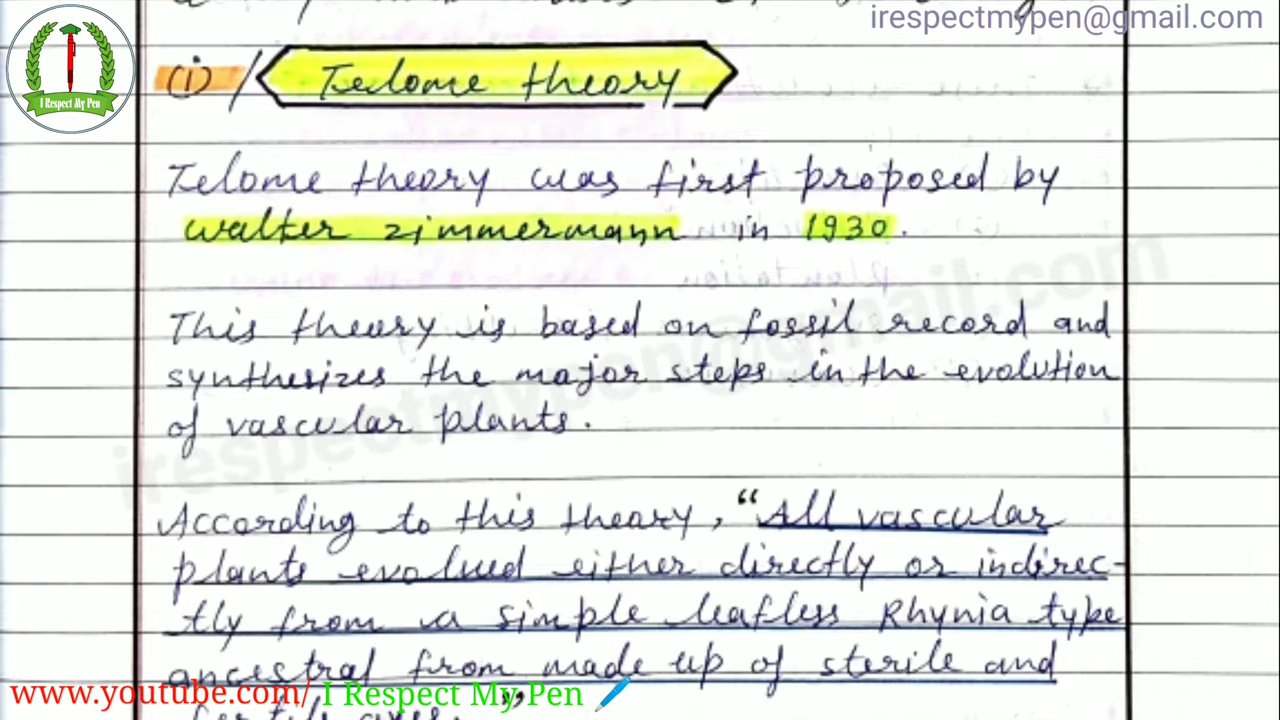 irespectmypen@gmail.com
I Respect My Pen
(i) Telome theory
Telome theory was first proposed by
walter zimmermann in 1930.
This theory is based on fossil record and
synthesizes the major steps in the evolution
of vascular plants.
According to this theory, "All vascular
plants evolved either directly or indirec-
tly from a simple leafless Rhynia type
ancestral from made up of sterile and
www.youtube.com/ I Respect My Pen
irespectmypen@gmail.com